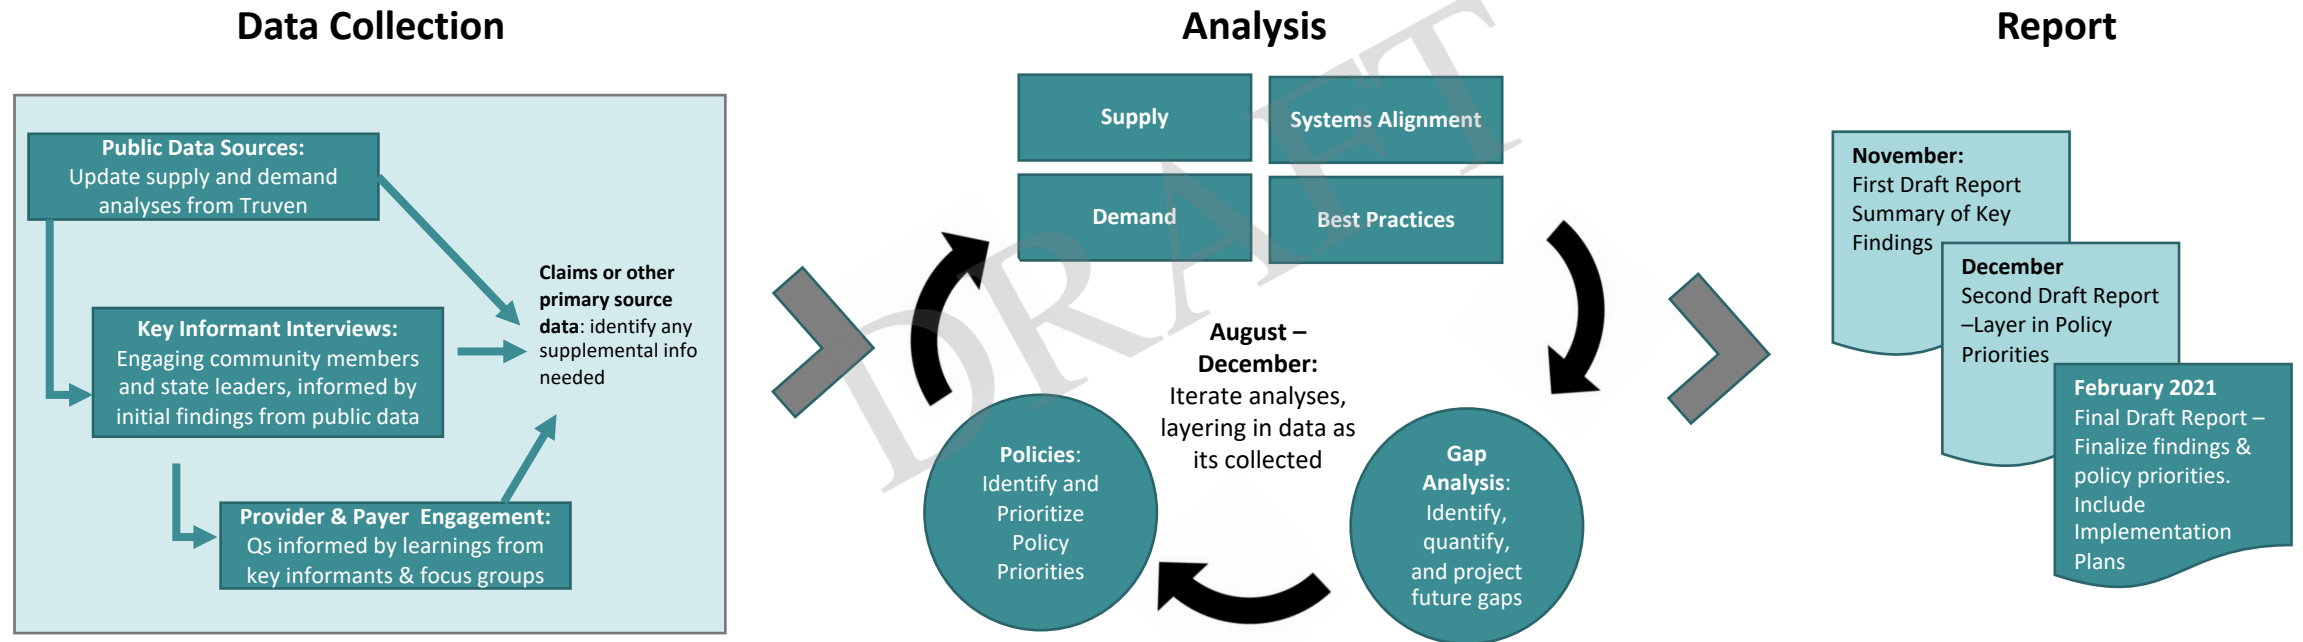 Data Collection
Public Data Sources:
Update supply and demand
analyses from Truven
Key Informant Interviews:
Engaging community members
and state leaders, informed by
initial findings from public data
Provider & Payer Engagement:
Qs informed by learnings from
key informants & focus groups
Claims or other
primary source
data: identify any
supplemental info
needed
Analysis
Supply
Systems Alignment
Demand
Best Practices
August –
December:
Iterate analyses,
layering in data as
its collected
Policies:
Identify and
Prioritize
Policy
Priorities
Gap
Analysis:
Identify,
quantify,
and project
future gaps
DRAFT
Report
November:
First Draft Report
Summary of Key
Findings
December
Second Draft Report
–Layer in Policy
Priorities
February 2021
Final Draft Report –
Finalize findings &
policy priorities.
Include
Implementation
Plans